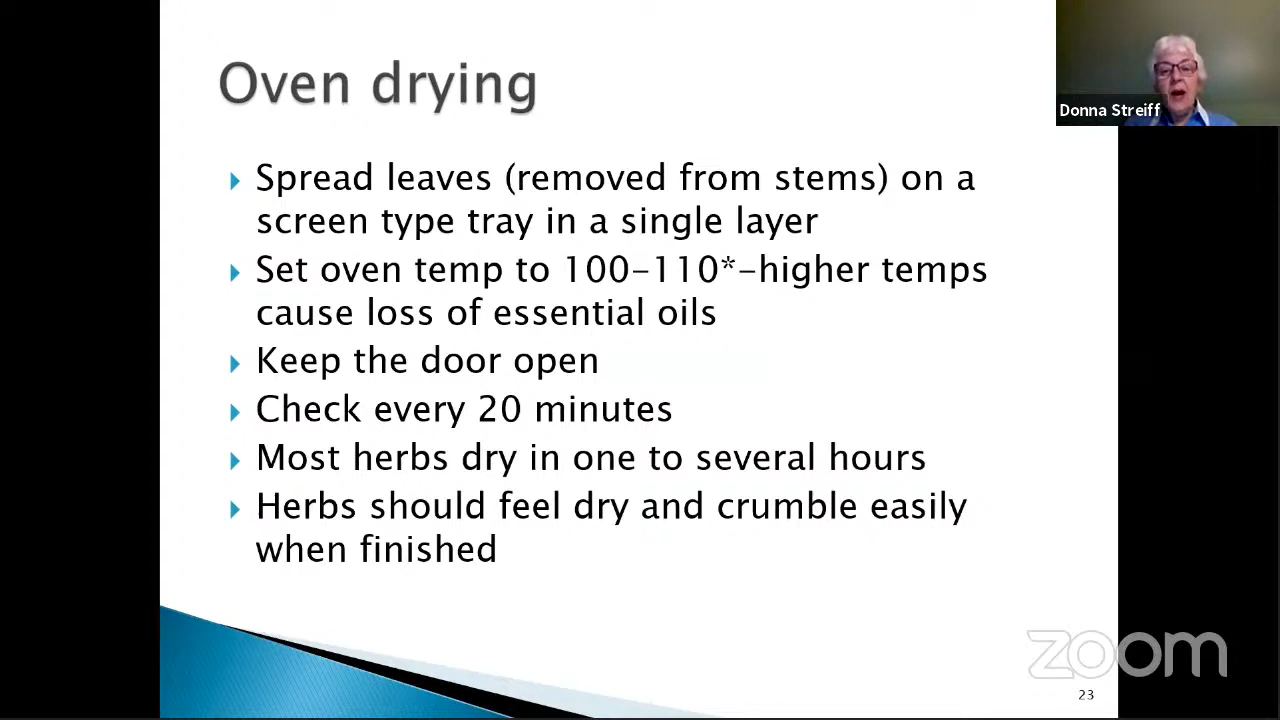 Oven drying
Donna Streiff
Spread leaves (removed from stems) on a
screen type tray in a single layer
Set oven temp to 100-110*-higher temps
cause loss of essential oils
Keep the door open
Check every 20 minutes
Most herbs dry in one to several hours
Herbs should feel dry and crumble easily
when finished
zoom
23